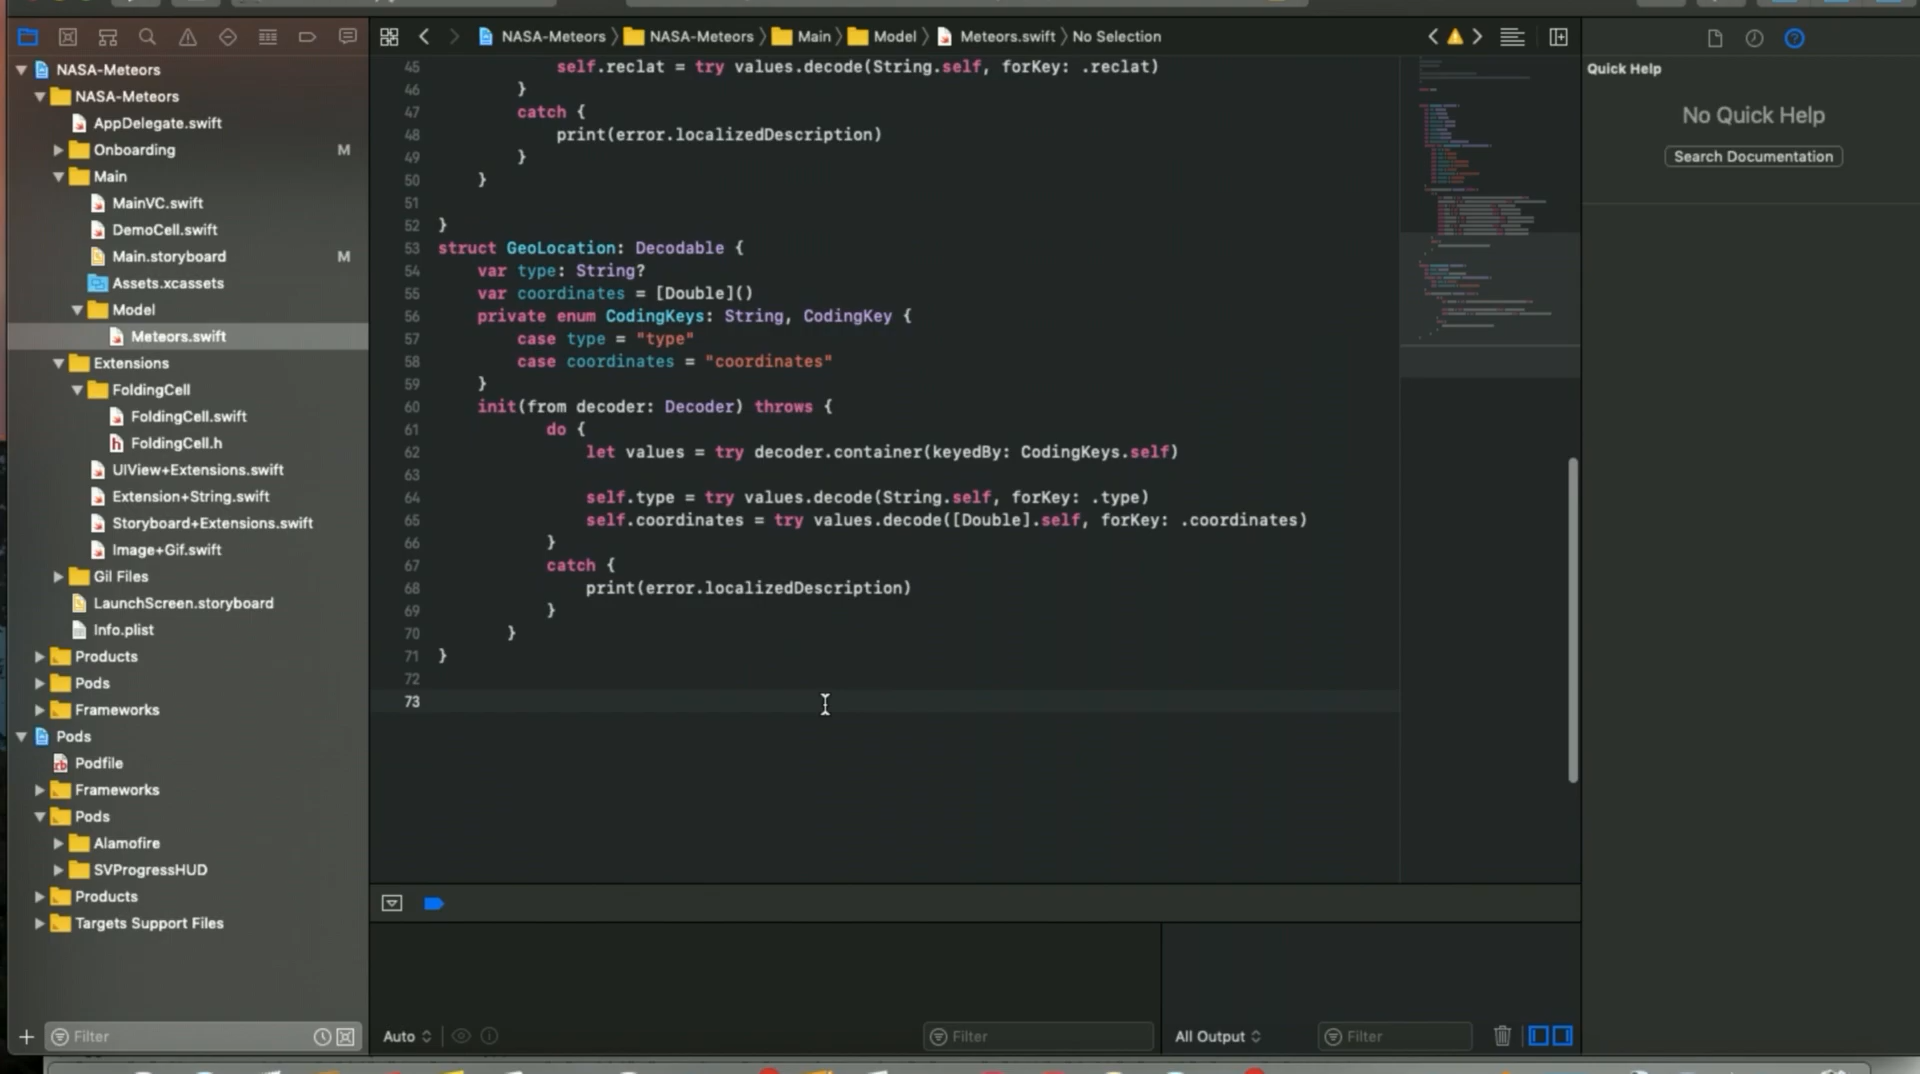 NASA-Meteors
NASA-Meteors
AppDelegate.swift
Onboarding M
Main
MainVC.swift
DemoCell.swift
Main.storyboard M
Assets.xcassets
Model
Meteors.swift
Extensions
FoldingCell
FoldingCell.swift
FoldingCell.h
UIView+Extensions.swift
Extension+String.swift
Storyboard+Extensions.swift
Image+Gif.swift
Gil Files
LaunchScreen.storyboard
Info.plist
Products
Pods
Frameworks
Pods
Podfile
Frameworks
Pods
Alamofire
SVProgressHUD
Products
Targets Support Files
Filter
NASA-Meteors NASA-Meteors Main Model Meteors.swift No Selection
45 self.reclat = try values.decode(String.self, forKey: .reclat)
46 }
47 catch {
48 print(error.localizedDescription)
49 }
50 }
51
52 }
53 struct GeoLocation: Decodable {
54 var type: String?
55 var coordinates = [Double]()
56 private enum CodingKeys: String, CodingKey {
57 case type = "type"
58 case coordinates = "coordinates"
59 }
60 init(from decoder: Decoder) throws {
61 do {
62 let values = try decoder.container(keyedBy: CodingKeys.self)
63
64 self.type = try values.decode(String.self, forKey: .type)
65 self.coordinates = try values.decode([Double].self, forKey: .coordinates)
66 }
67 catch {
68 print(error.localizedDescription)
69 }
70 }
71 }
72
73
Auto Filter
All Output Filter
Quick Help
No Quick Help
Search Documentation